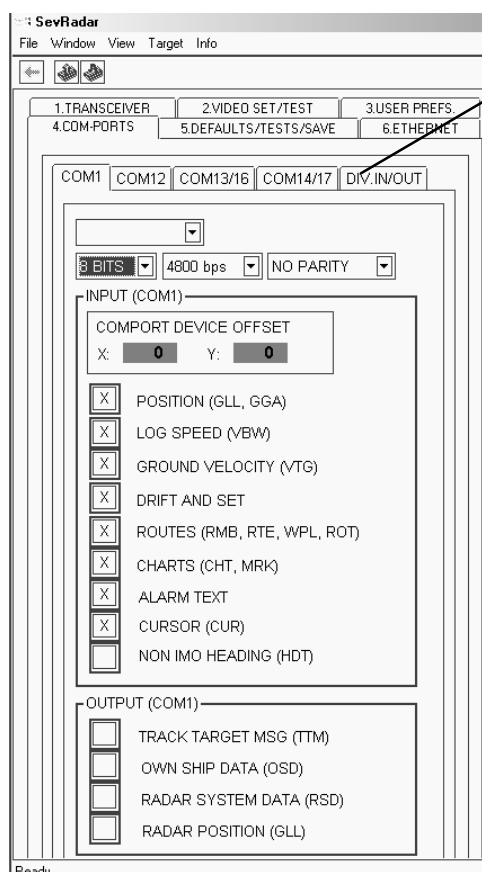 SevRadar
File Window View Target Info
1.TRANSCEIVER 2.VIDEO SET/TEST 3.USER PREFS.
4.COM-PORTS 5.DEFAULTS/TESTS/SAVE 6.ETHERNET
COM1 COM12 COM13/16 COM14/17 DIV.IN/OUT
8 BITS 4800 bps NO PARITY
INPUT (COM1)
COMPORT DEVICE OFFSET
X: 0 Y: 0
X POSITION (GLL, GGA)
X LOG SPEED (VBW)
X GROUND VELOCITY (VTG)
X DRIFT AND SET
X ROUTES (RMB, RTE, WPL, ROT)
X CHARTS (CHT, MRK)
X ALARM TEXT
X CURSOR (CUR)
NON IMO HEADING (HDT)
OUTPUT (COM1)
TRACK TARGET MSG (TTM)
OWN SHIP DATA (OSD)
RADAR SYSTEM DATA (RSD)
RADAR POSITION (GLL)
Ready